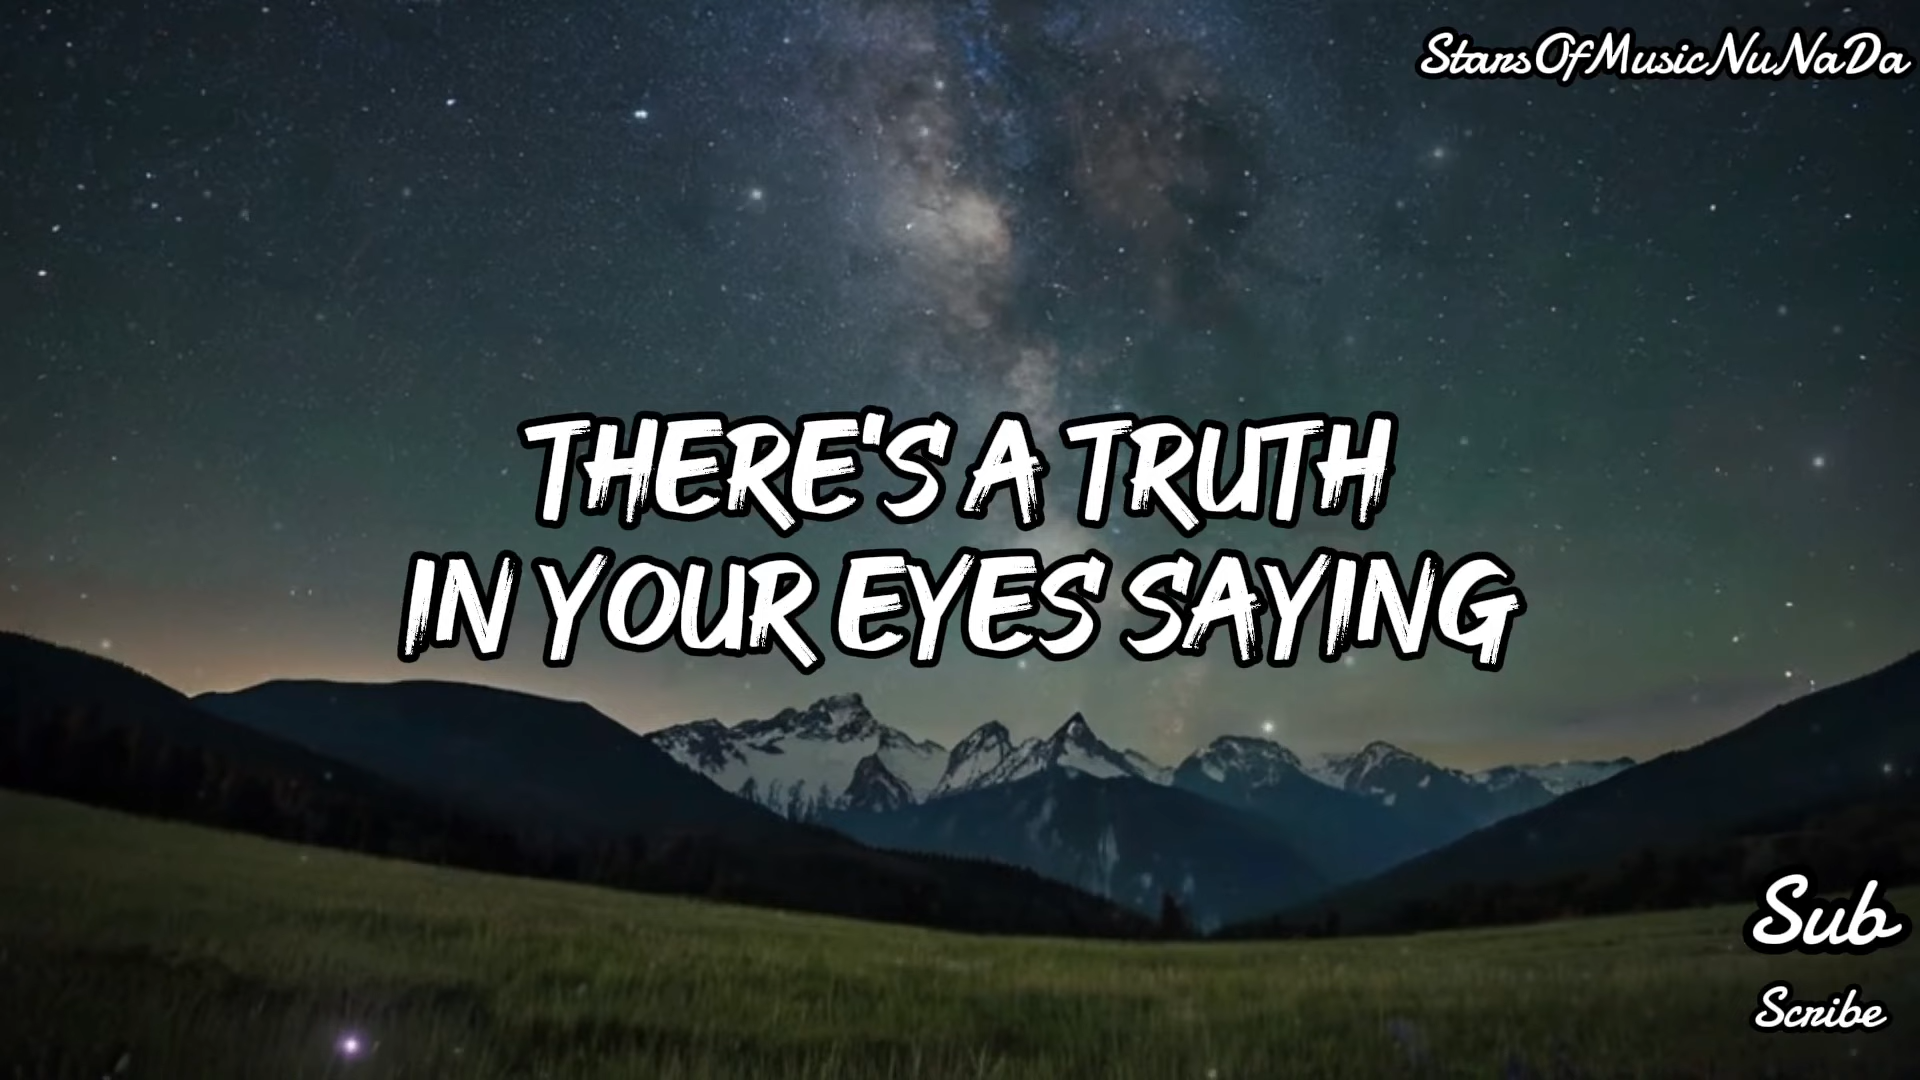 StarsOfMusicNuNaDa
THERE'S A TRUTH
IN YOUR EYES SAYING
Sub
Scribe